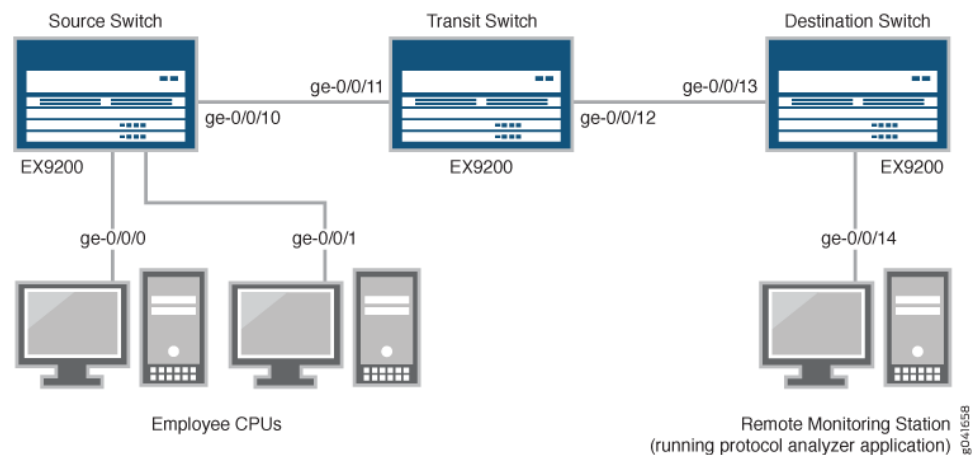 Source Switch
Transit Switch
Destination Switch
ge-0/0/11
ge-0/0/13
ge-0/0/10
ge-0/0/12
EX9200
EX9200
EX9200
ge-0/0/0
ge-0/0/1
ge-0/0/14
Employee CPUs
Remote Monitoring Station
(running protocol analyzer application)
g041658